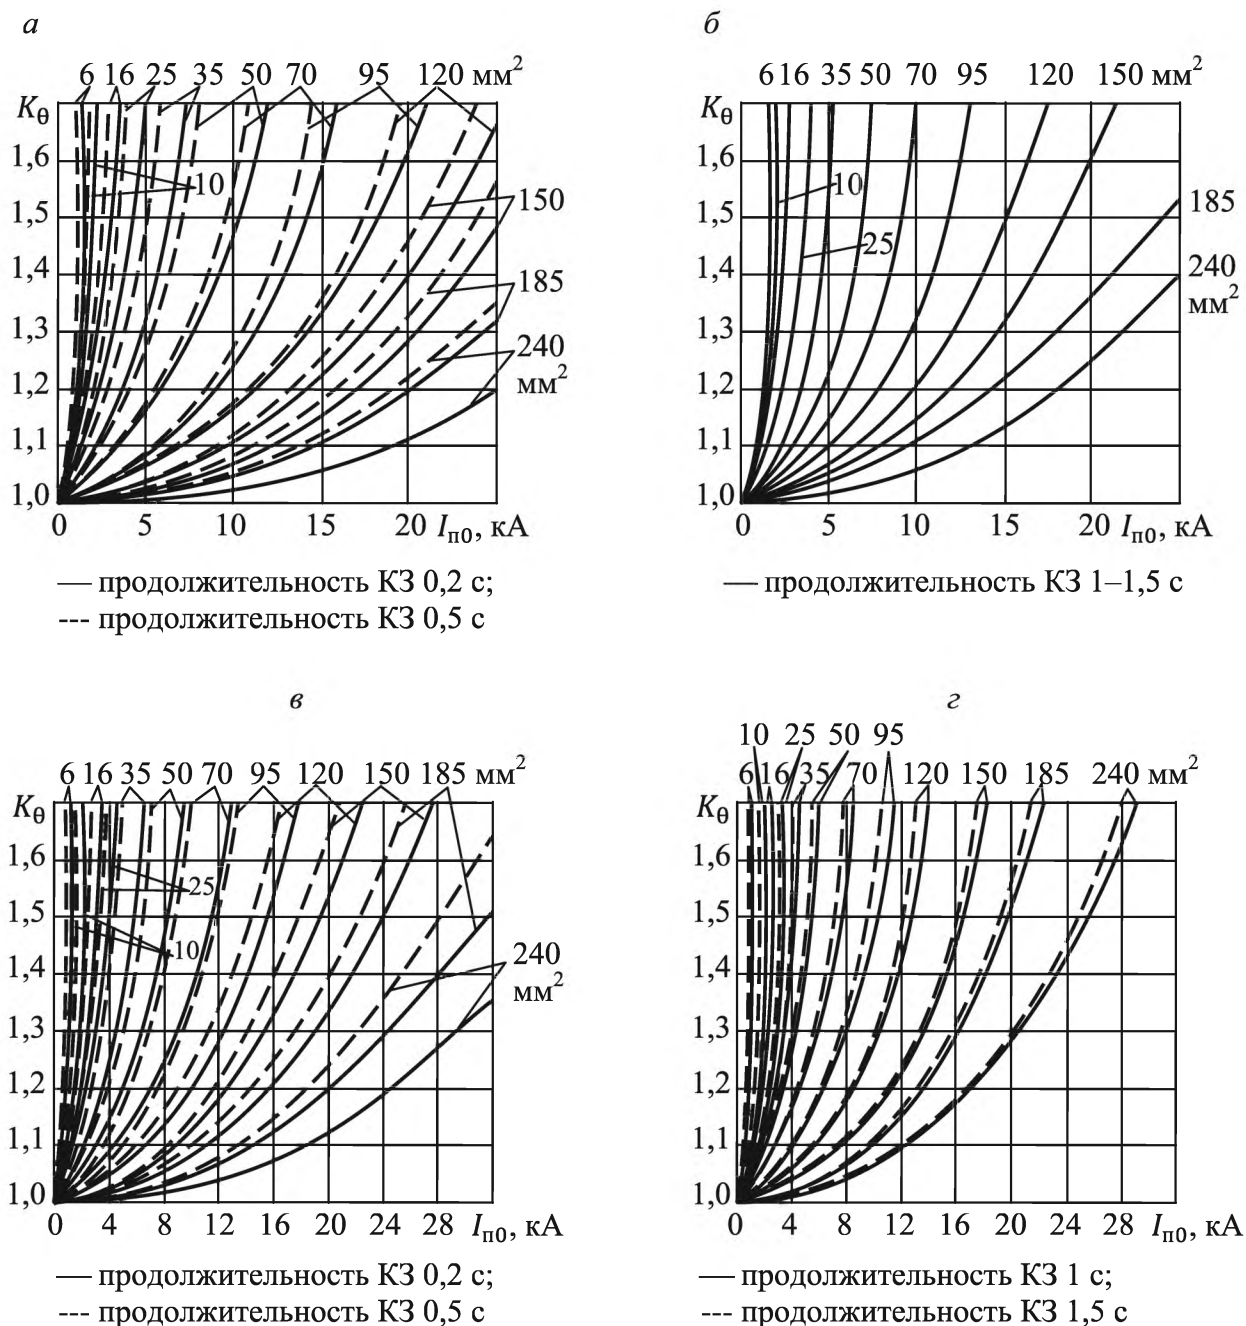 а
6 16 25 35 50 70 95 120 мм²
Kθ
1,6
1,5
1,4
1,3
1,2
1,1
1,0
10
150
185
240
мм²
0 5 10 15 20 Iп0, кА
— продолжительность КЗ 0,2 с;
--- продолжительность КЗ 0,5 с
б
6 16 35 50 70 95 120 150 мм²
Kθ
1,6
1,5
1,4
1,3
1,2
1,1
1,0
10
25
185
240
мм²
0 5 10 15 20 Iп0, кА
— продолжительность КЗ 1–1,5 с
в
6 16 35 50 70 95 120 150 185 мм²
Kθ
1,6
1,5
1,4
1,3
1,2
1,1
1,0
25
10
240
мм²
0 4 8 12 16 20 24 28 Iп0, кА
— продолжительность КЗ 0,2 с;
--- продолжительность КЗ 0,5 с
г
10 25 50 95
6 16 35 70 120 150 185 240 мм²
Kθ
1,6
1,5
1,4
1,3
1,2
1,1
1,0
0 4 8 12 16 20 24 28 Iп0, кА
— продолжительность КЗ 1 с;
--- продолжительность КЗ 1,5 с